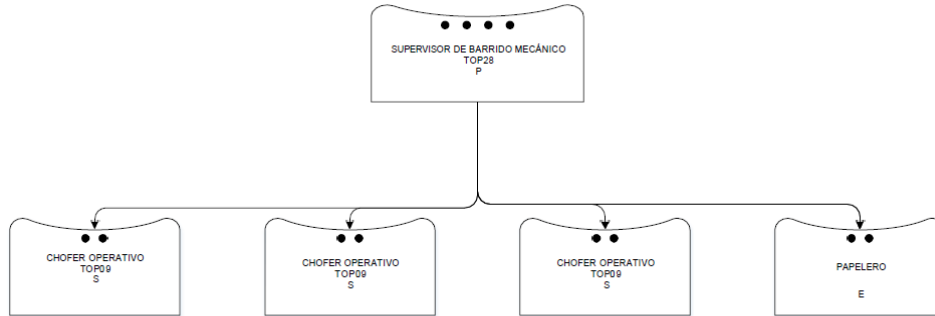 SUPERVISOR DE BARRIDO MECÁNICO
TOP28
P
CHOFER OPERATIVO
TOP09
S
CHOFER OPERATIVO
TOP09
S
CHOFER OPERATIVO
TOP09
S
PAPELERO
E